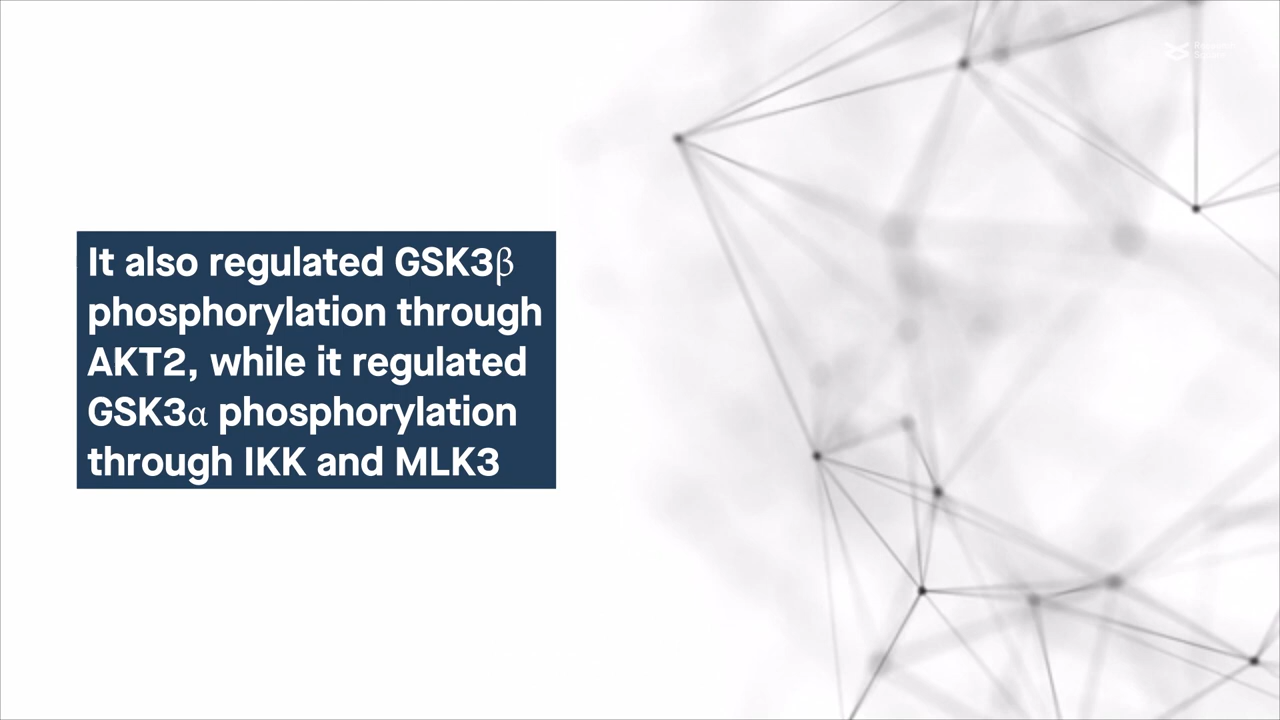 It also regulated GSK3β
phosphorylation through
AKT2, while it regulated
GSK3α phosphorylation
through IKK and MLK3